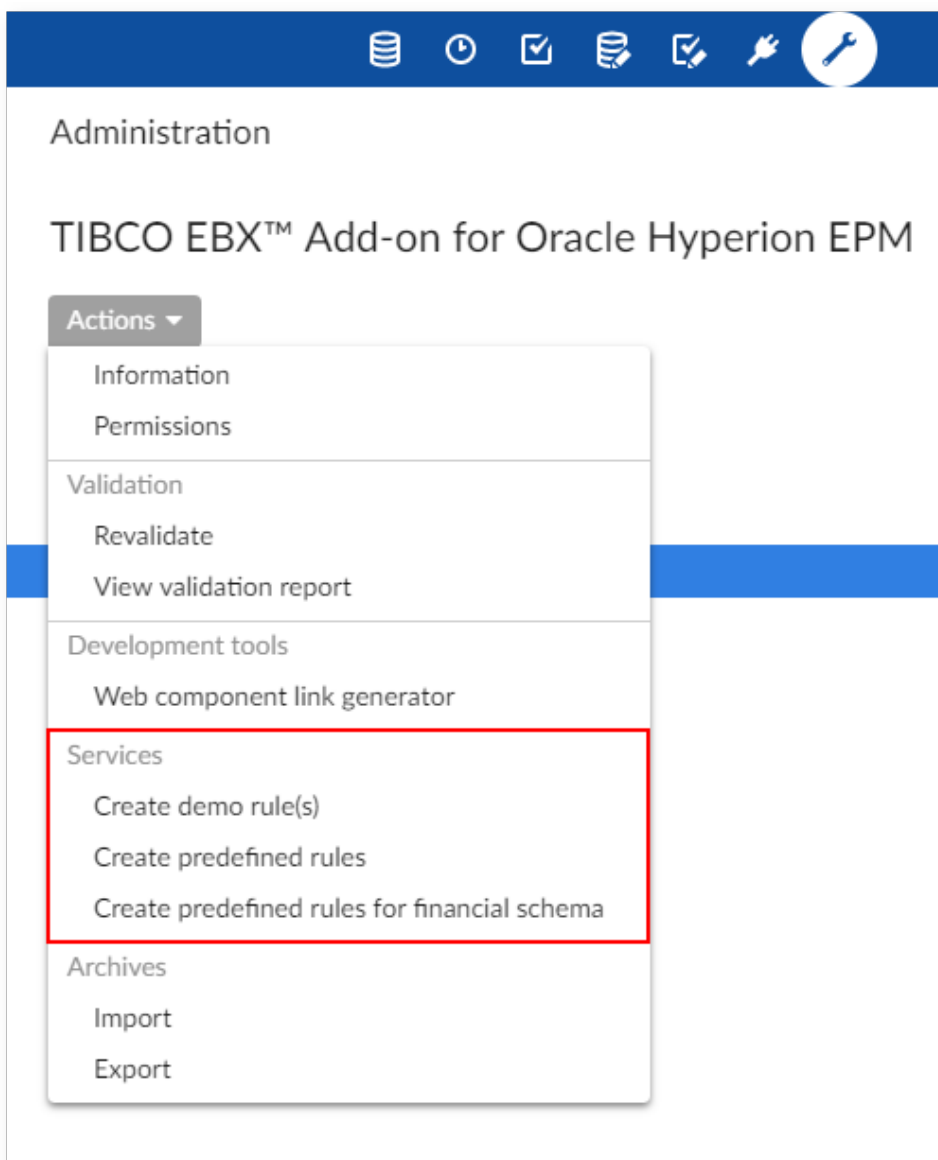 Administration
TIBCO EBX™ Add-on for Oracle Hyperion EPM
Actions
Information
Permissions
Validation
Revalidate
View validation report
Development tools
Web component link generator
Services
Create demo rule(s)
Create predefined rules
Create predefined rules for financial schema
Archives
Import
Export